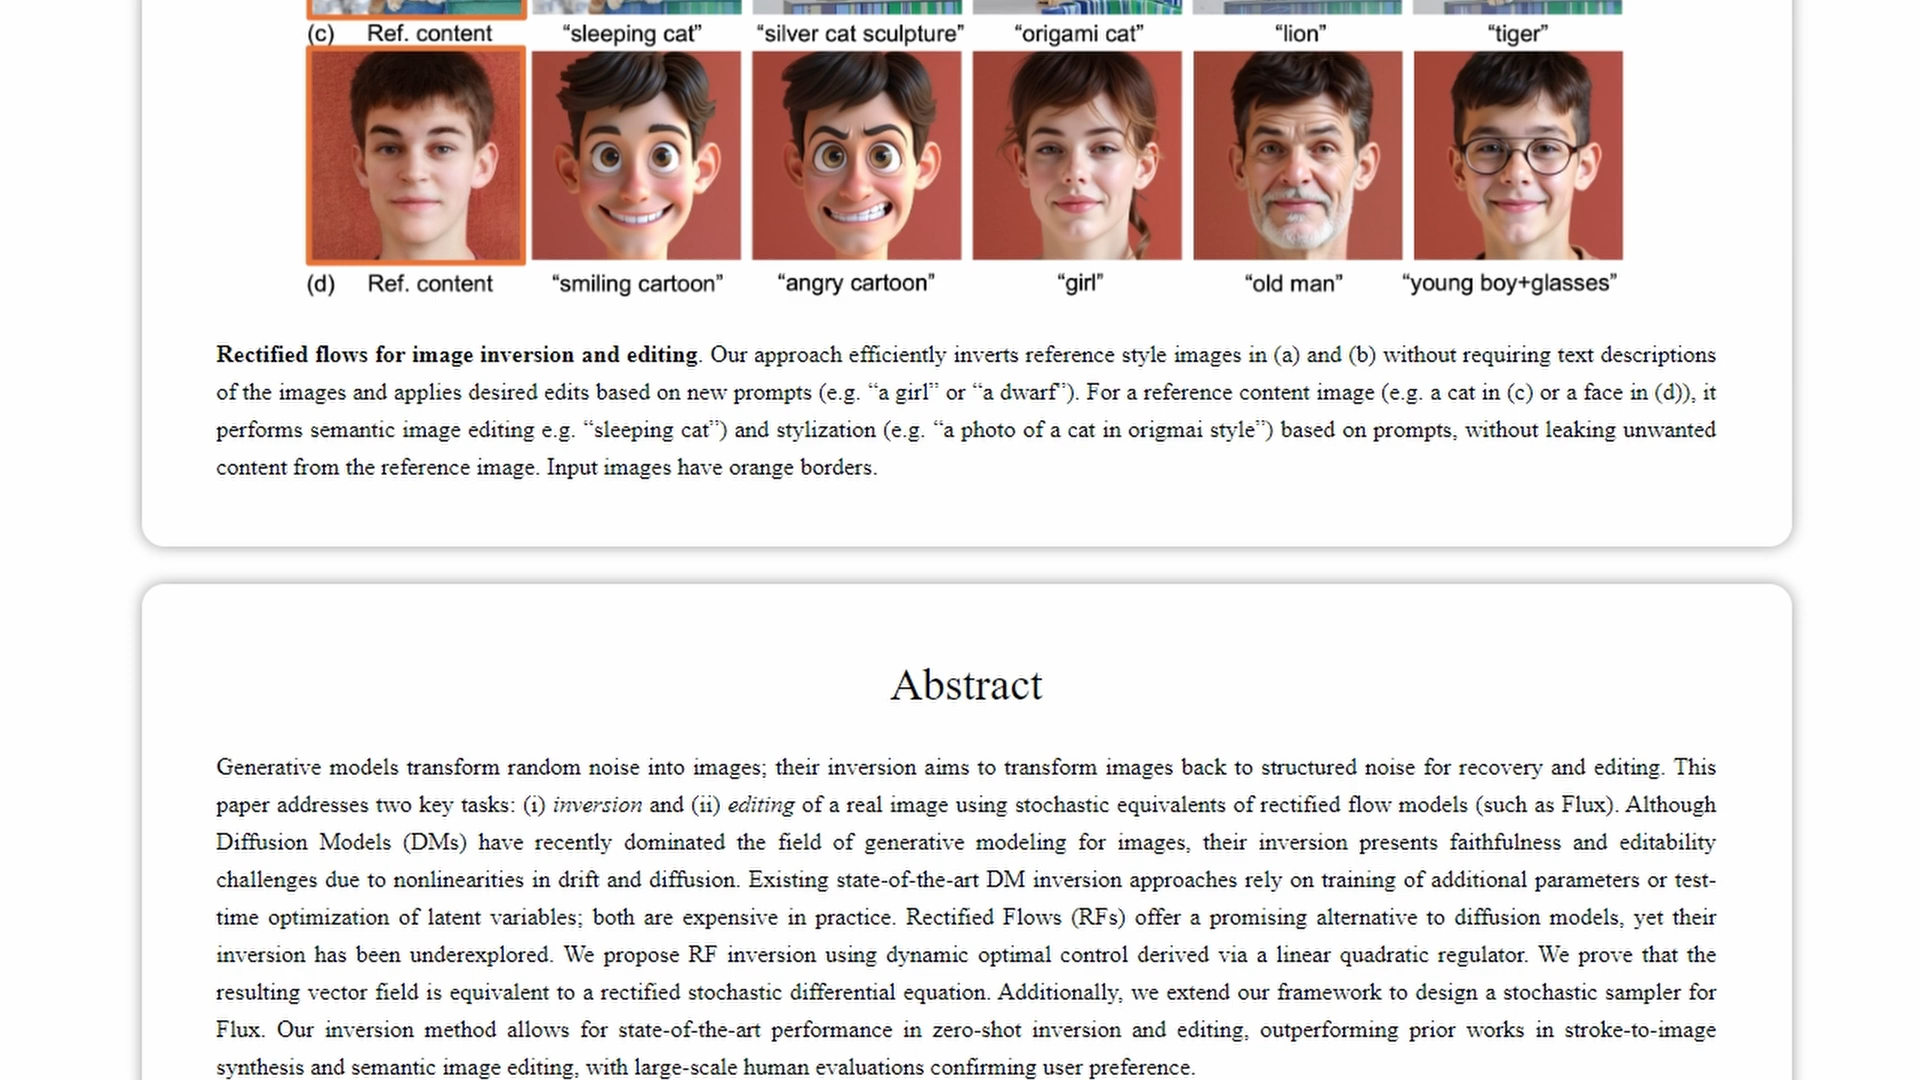 (c) Ref. content “sleeping cat” “silver cat sculpture” “origami cat” “lion” “tiger”
(d) Ref. content “smiling cartoon” “angry cartoon” “girl” “old man” “young boy+glasses”
Rectified flows for image inversion and editing. Our approach efficiently inverts reference style images in (a) and (b) without requiring text descriptions
of the images and applies desired edits based on new prompts (e.g. “a girl” or “a dwarf”). For a reference content image (e.g. a cat in (c) or a face in (d)), it
performs semantic image editing e.g. “sleeping cat”) and stylization (e.g. “a photo of a cat in origmai style”) based on prompts, without leaking unwanted
content from the reference image. Input images have orange borders.
Abstract
Generative models transform random noise into images; their inversion aims to transform images back to structured noise for recovery and editing. This
paper addresses two key tasks: (i) inversion and (ii) editing of a real image using stochastic equivalents of rectified flow models (such as Flux). Although
Diffusion Models (DMs) have recently dominated the field of generative modeling for images, their inversion presents faithfulness and editability
challenges due to nonlinearities in drift and diffusion. Existing state-of-the-art DM inversion approaches rely on training of additional parameters or test-
time optimization of latent variables; both are expensive in practice. Rectified Flows (RFs) offer a promising alternative to diffusion models, yet their
inversion has been underexplored. We propose RF inversion using dynamic optimal control derived via a linear quadratic regulator. We prove that the
resulting vector field is equivalent to a rectified stochastic differential equation. Additionally, we extend our framework to design a stochastic sampler for
Flux. Our inversion method allows for state-of-the-art performance in zero-shot inversion and editing, outperforming prior works in stroke-to-image
synthesis and semantic image editing, with large-scale human evaluations confirming user preference.